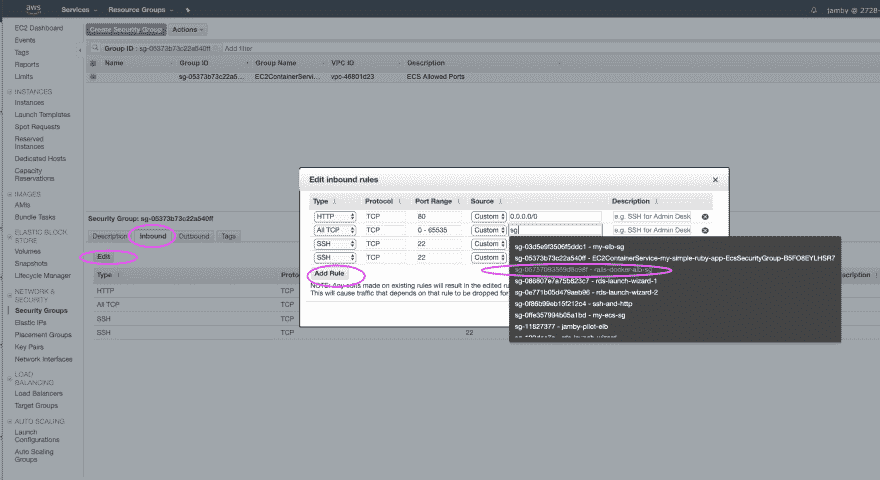 aws
Services
Resource Groups
jamby @ 2728-
EC2 Dashboard
Events
Tags
Reports
Limits
INSTANCES
Instances
Launch Templates
Spot Requests
Reserved
Instances
Dedicated Hosts
Capacity
Reservations
IMAGES
AMIs
Bundle Tasks
ELASTIC BLOCK
STORE
Volumes
Snapshots
Lifecycle Manager
NETWORK &
SECURITY
Security Groups
Elastic IPs
Placement Groups
Key Pairs
Network Interfaces
LOAD
BALANCING
Load Balancers
Target Groups
AUTO SCALING
Launch
Configurations
Auto Scaling
Groups
Create Security Group
Actions
Group ID : sg-05373b73c22a540ff
Add filter
Name Group ID Group Name VPC ID Description
sg-05373b73c22a5... EC2ContainerServi... vpc-46801d23 ECS Allowed Ports
Security Group: sg-05373b73c22a540ff
Description Inbound Outbound Tags
Edit
Type Proto Description
HTTP TCP
All TCP TCP
SSH TCP
SSH TCP 22
Edit inbound rules
Type Protocol Port Range Source Description
HTTP TCP 80 Custom 0.0.0.0/0 e.g. SSH for Admin Desk
All TCP TCP 0 - 65535 Custom sg e.g. SSH for Admin Desk
SSH TCP 22 Custom
SSH TCP 22 Custom
Add Rule
NOTE: Any edits made on existing rules will result in the edited ru
This will cause traffic that depends on that rule to be dropped for
sg-03d5e9f3506f5ddc1 - my-elb-sg
sg-05373b73c22a540ff - EC2ContainerService-my-simple-ruby-app-EcsSecurityGroup-B5FO8EYLHSR7
rails-docker-alb-sg
sg-086807e7a75b823c7 - rds-launch-wizard-1
sg-0a771b05d479aeb96 - rds-launch-wizard-2
sg-0f86b99eb15f212c4 - ssh-and-http
sg-0ffe357994b05a1bd - my-ecs-sg
sg-11627377 - jamby-pilot-elb
rds-launch-wizard